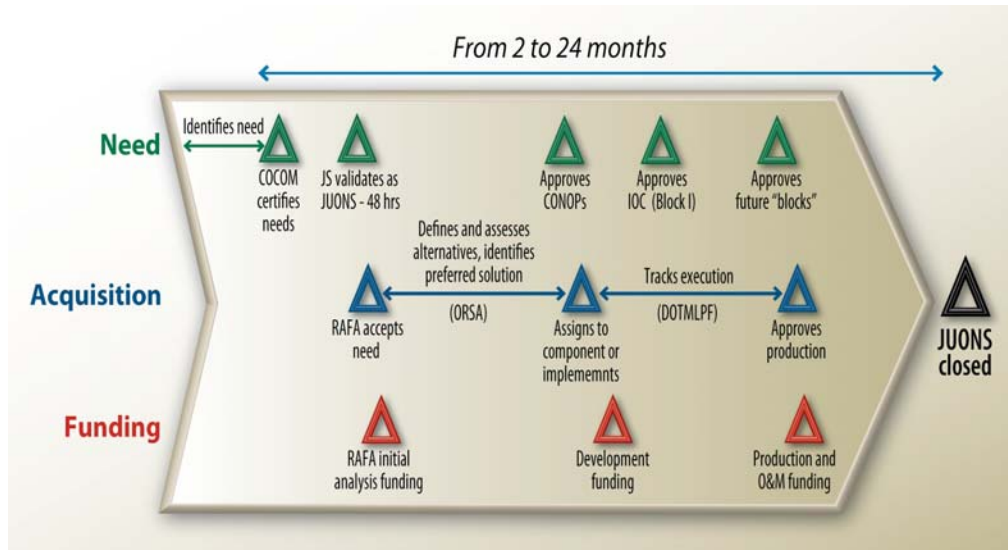 From 2 to 24 months
Need
Identifies need
COCOM
certifies
needs
JS validates as
JUONS - 48 hrs
Approves
CONOPs
Approves
IOC (Block I)
Approves
future “blocks”
Acquisition
Defines and assesses
alternatives, identifies
preferred solution
(ORSA)
Tracks execution
(DOTMLPF)
RAFA accepts
need
Assigns to
component or
implememnts
Approves
production
JUONS
closed
Funding
RAFA initial
analysis funding
Development
funding
Production and
O&M funding